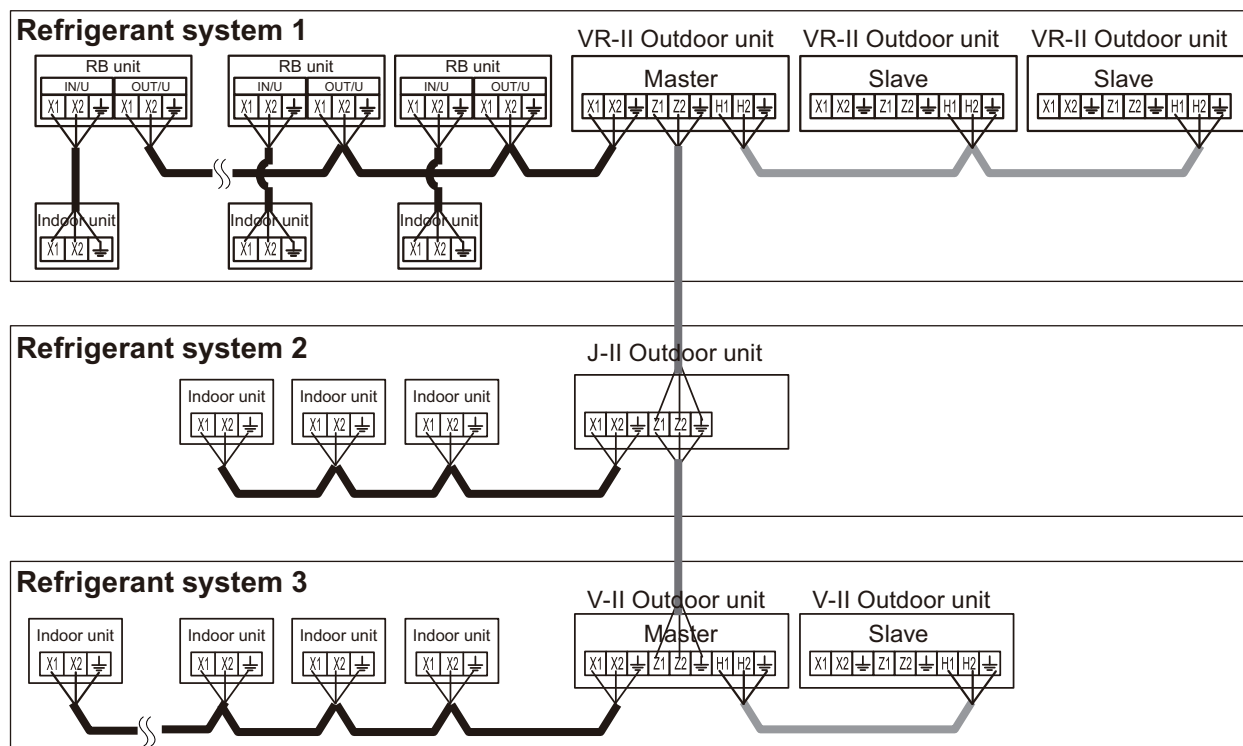 Refrigerant system 1
VR-II Outdoor unit VR-II Outdoor unit VR-II Outdoor unit
RB unit RB unit RB unit
Master Slave Slave
IN/U OUT/U IN/U OUT/U IN/U OUT/U
X1 X2 X1 X2 X1 X2 X1 X2 X1 X2 X1 X2 X1 X2 Z1 Z2 H1 H2 X1 X2 Z1 Z2 H1 H2 X1 X2 Z1 Z2 H1 H2
Indoor unit Indoor unit Indoor unit
X1 X2 X1 X2 X1 X2
Refrigerant system 2
J-II Outdoor unit
Indoor unit Indoor unit Indoor unit
X1 X2 X1 X2 X1 X2 X1 X2 Z1 Z2
Refrigerant system 3
V-II Outdoor unit V-II Outdoor unit
Indoor unit Indoor unit Indoor unit Indoor unit Master Slave
X1 X2 X1 X2 X1 X2 X1 X2 X1 X2 Z1 Z2 H1 H2 X1 X2 Z1 Z2 H1 H2